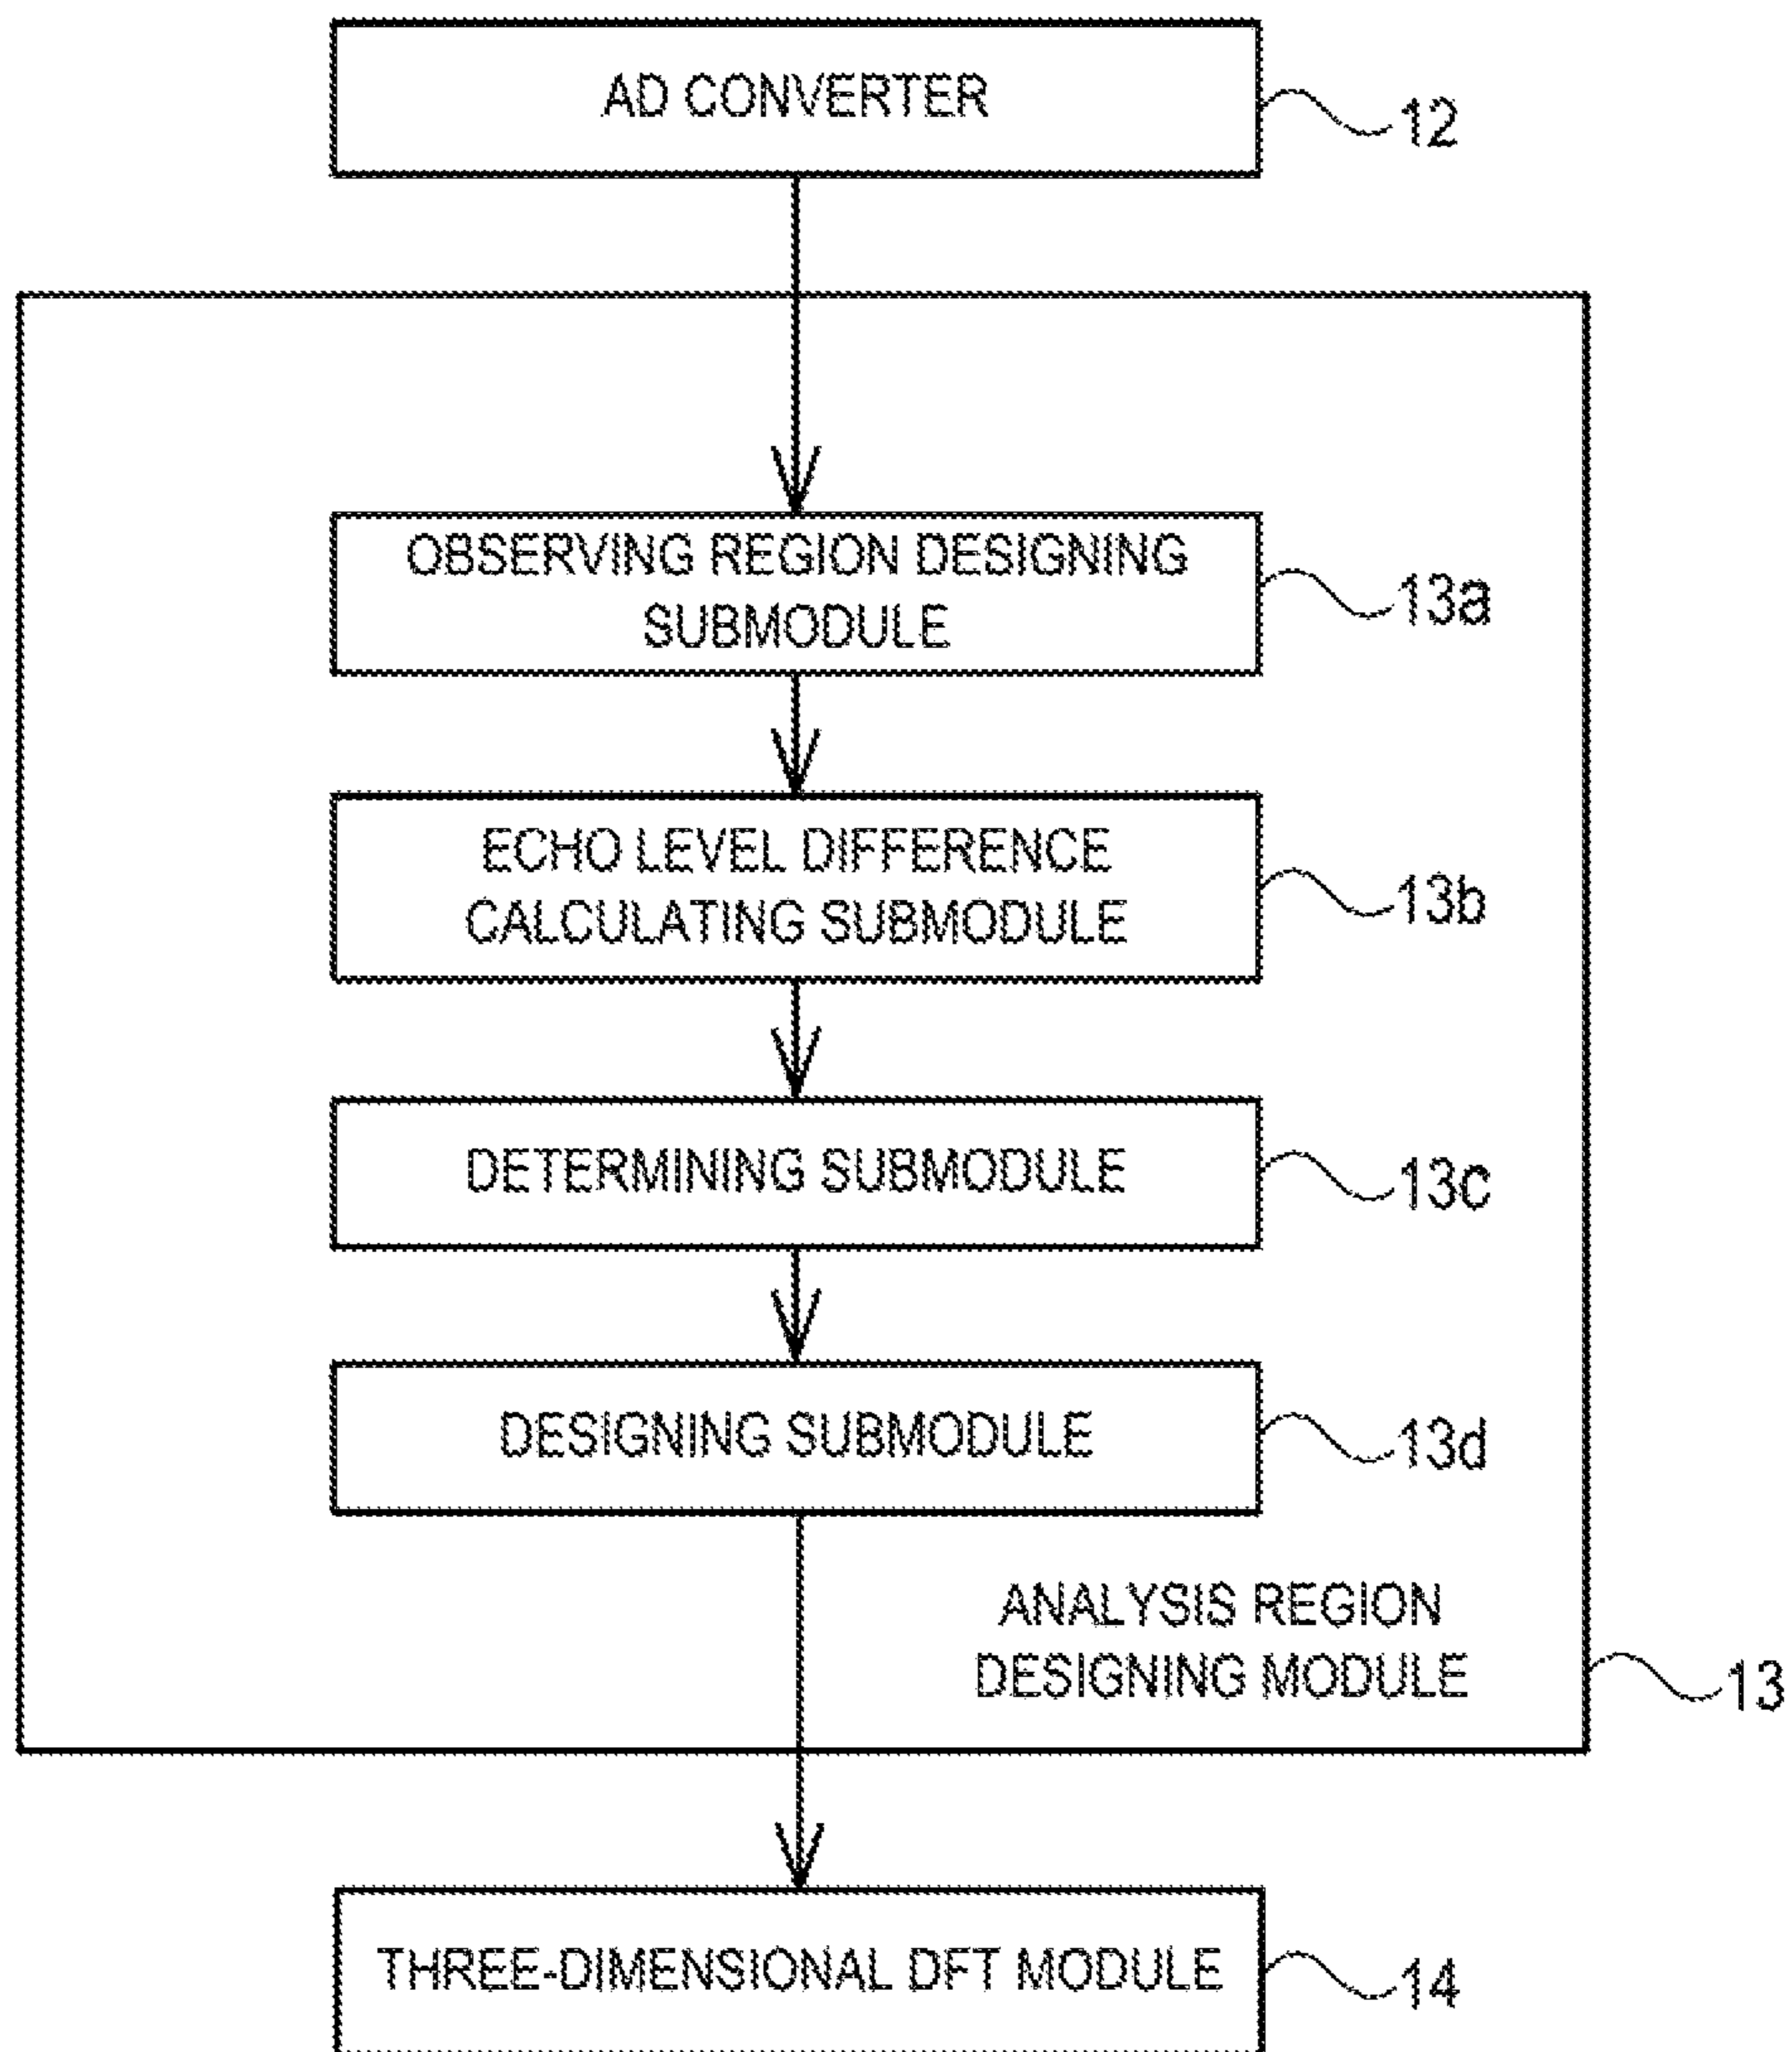 AD CONVERTER
12
OBSERVING REGION DESIGNING
SUBMODULE
13a
ECHO LEVEL DIFFERENCE
CALCULATING SUBMODULE
13b
DETERMINING SUBMODULE
13c
DESIGNING SUBMODULE
13d
ANALYSIS REGION
DESIGNING MODULE
13
THREE-DIMENSIONAL DFT MODULE
14